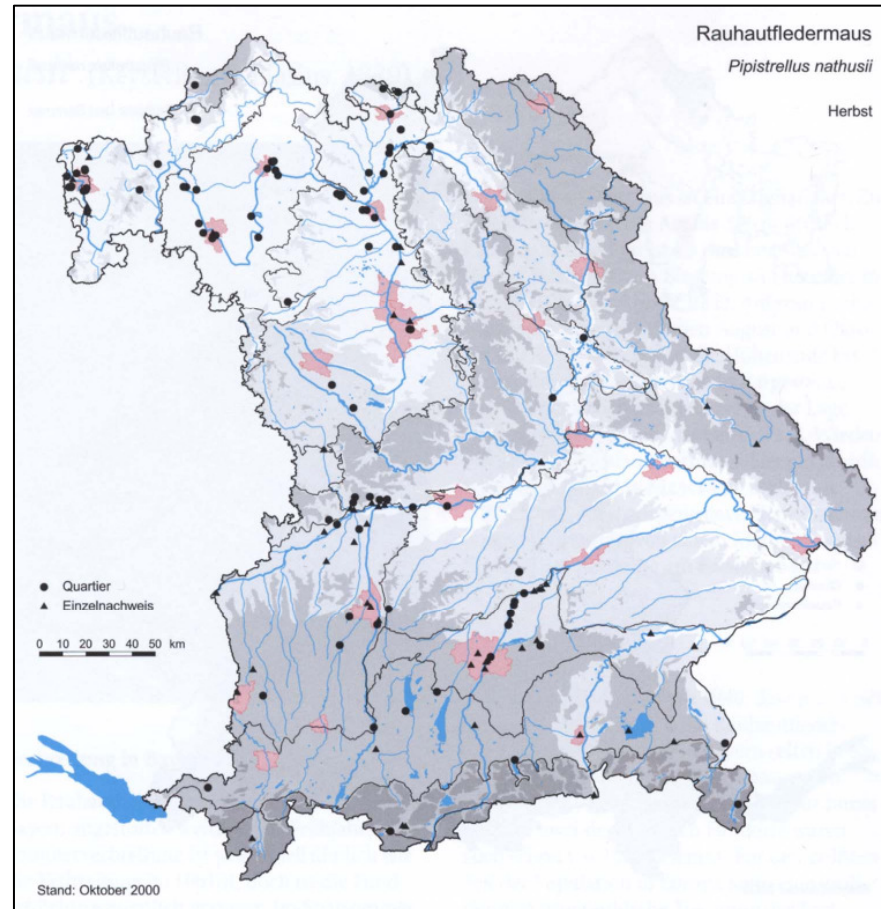 Rauhautfledermaus
Pipistrellus nathusii
Herbst
Quartier
Einzelnachweis
0 10 20 30 40 50 km
Stand: Oktober 2000